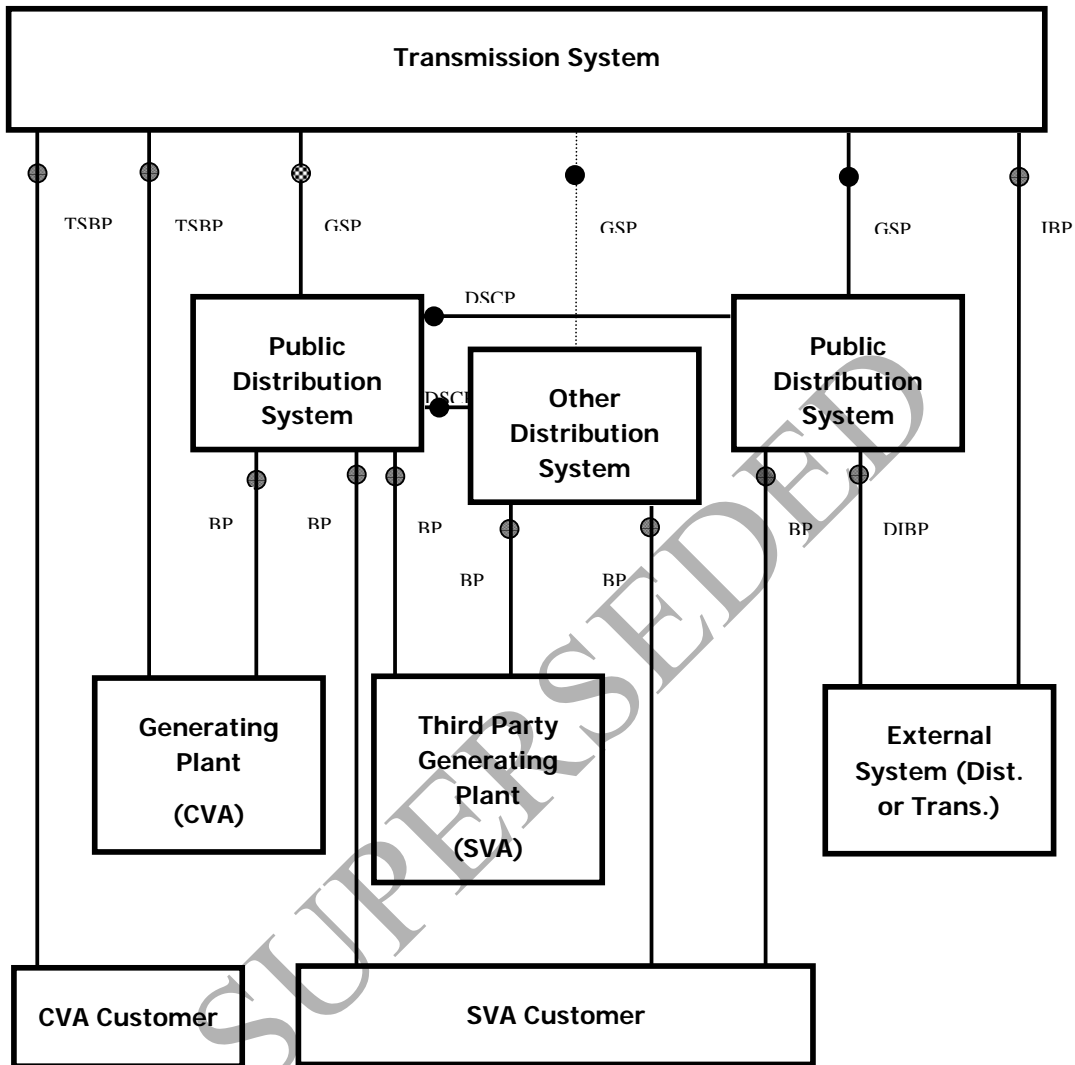 Transmission System
TSBP
TSBP
GSP
GSP
GSP
IBP
DSCP
Public
Distribution
System
DSCP
Other
Distribution
System
Public
Distribution
System
BP
BP
BP
BP
BP
BP
DIBP
Generating
Plant
(CVA)
Third Party
Generating
Plant
(SVA)
External
System (Dist.
or Trans.)
CVA Customer
SVA Customer
SUPERSEDED